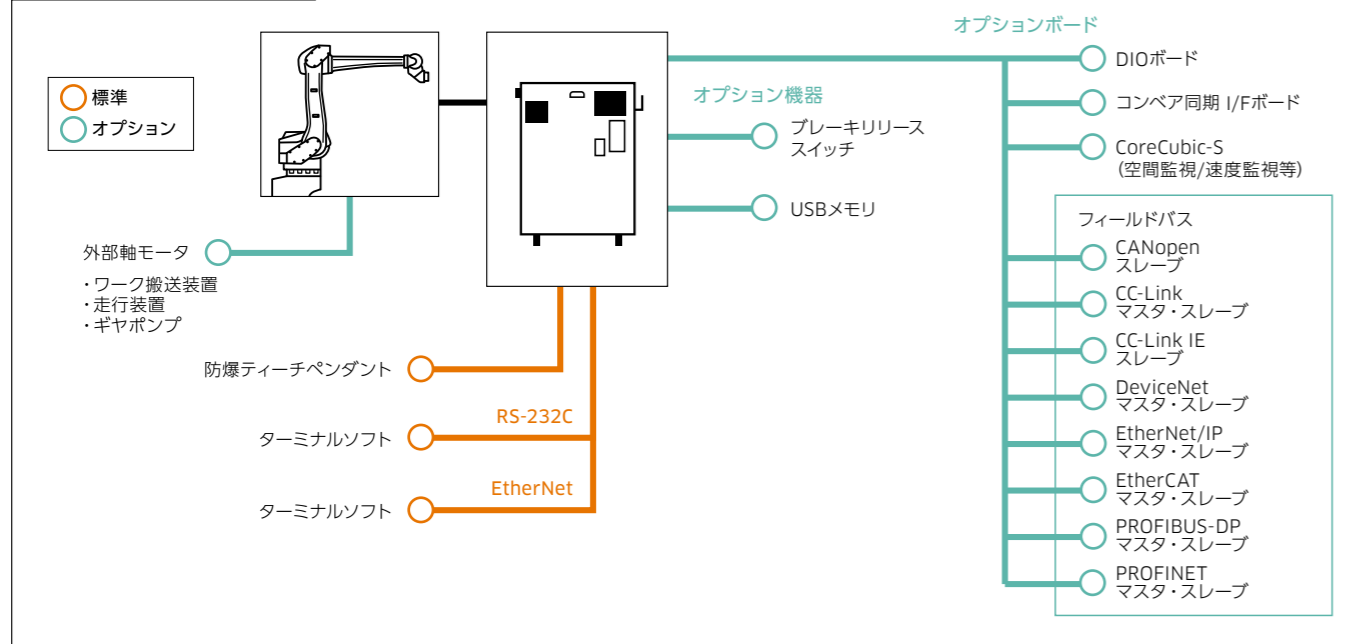 標準
オプション
外部軸モータ
・ワーク搬送装置
・走行装置
・ギヤポンプ
防爆ティーチペンダント
RS-232C
ターミナルソフト
EtherNet
ターミナルソフト
オプション機器
ブレーキリリース
スイッチ
USBメモリ
オプションボード
DIOボード
コンベア同期 I/Fボード
CoreCubic-S
(空間監視/速度監視等)
フィールドバス
CANopen
スレーブ
CC-Link
マスタ・スレーブ
CC-Link IE
スレーブ
DeviceNet
マスタ・スレーブ
EtherNet/IP
マスタ・スレーブ
EtherCAT
マスタ・スレーブ
PROFIBUS-DP
マスタ・スレーブ
PROFINET
マスタ・スレーブ